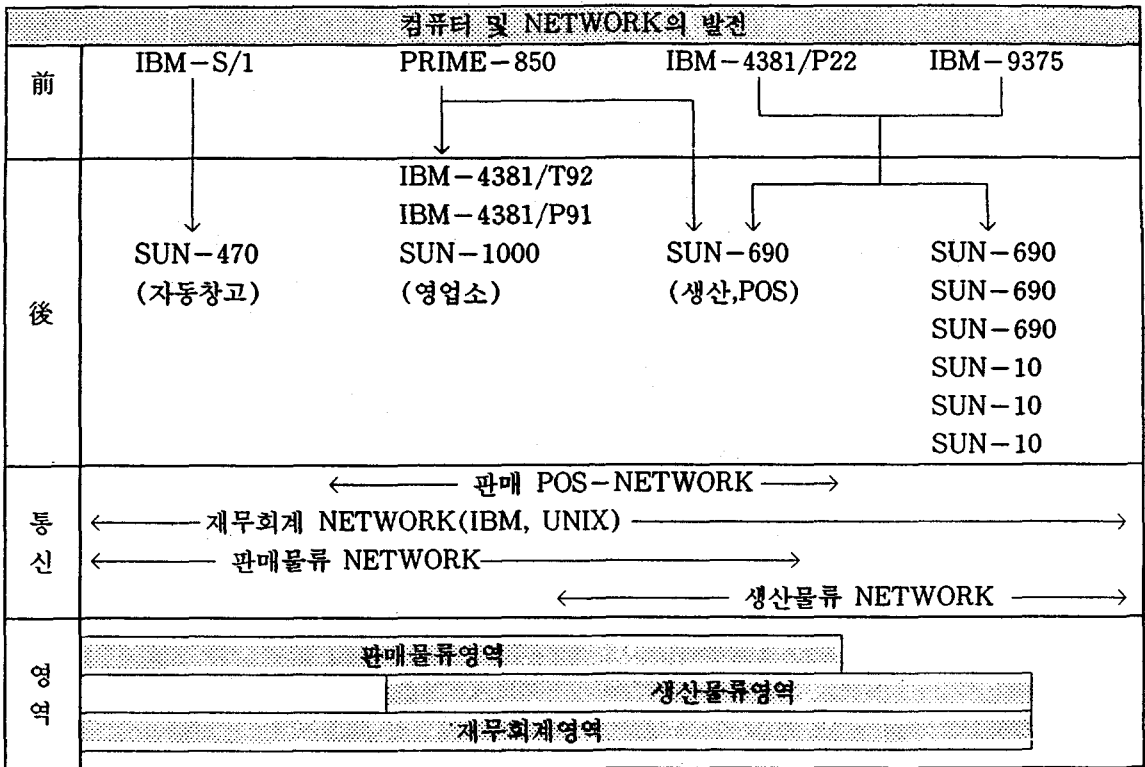 컴퓨터 및 NETWORK의 발전
前
IBM-S/1 PRIME-850 IBM-4381/P22 IBM-9375
後
IBM-4381/T92
IBM-4381/P91
SUN-470 SUN-1000 SUN-690 SUN-690
(자동창고) (영업소) (생산,POS) SUN-690
SUN-690
SUN-10
SUN-10
SUN-10
통신
판매 POS-NETWORK
재무회계 NETWORK(IBM, UNIX)
판매물류 NETWORK
생산물류 NETWORK
영역
판매물류영역
생산물류영역
재무회계영역